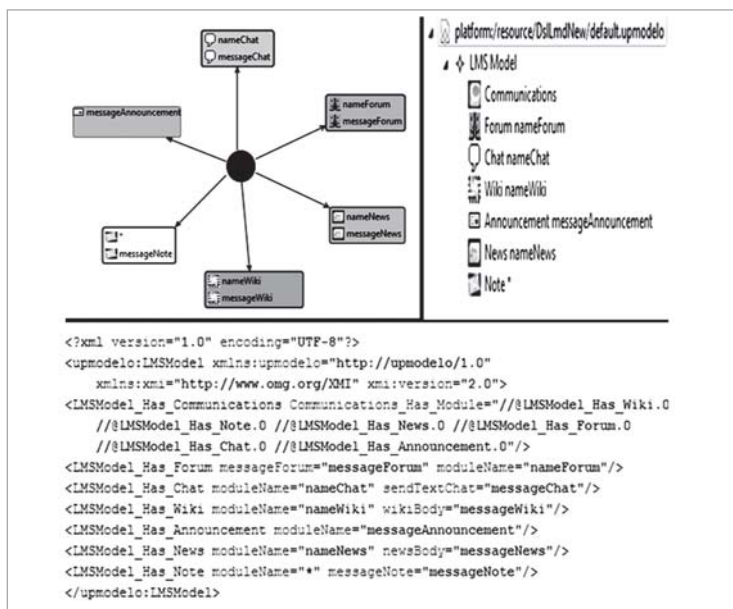 nameChat
messageChat
messageAnnouncement
nameForum
messageForum
nameNews
messageNews
*
messageNote
nameWiki
messageWiki
platform:/resource/DslLmdNew/default.upmodelo
LMS Model
Communications
Forum nameForum
Chat nameChat
Wiki nameWiki
Announcement messageAnnouncement
News nameNews
Note *
<?xml version="1.0" encoding="UTF-8"?>
<upmodelo:LMSModel xmlns:upmodelo="http://upmodelo/1.0"
xmlns:xmi="http://www.omg.org/XMI" xmi:version="2.0">
<LMSModel_Has_Communications Communications_Has_Module="//@LMSModel_Has_Wiki.0
//@LMSModel_Has_Note.0 //@LMSModel_Has_News.0 //@LMSModel_Has_Forum.0
//@LMSModel_Has_Chat.0 //@LMSModel_Has_Announcement.0"/>
<LMSModel_Has_Forum messageForum="messageForum" moduleName="nameForum"/>
<LMSModel_Has_Chat moduleName="nameChat" sendTextChat="messageChat"/>
<LMSModel_Has_Wiki moduleName="nameWiki" wikiBody="messageWiki"/>
<LMSModel_Has_Announcement moduleName="messageAnnouncement"/>
<LMSModel_Has_News moduleName="nameNews" newsBody="messageNews"/>
<LMSModel_Has_Note moduleName="*" messageNote="messageNote"/>
</upmodelo:LMSModel>